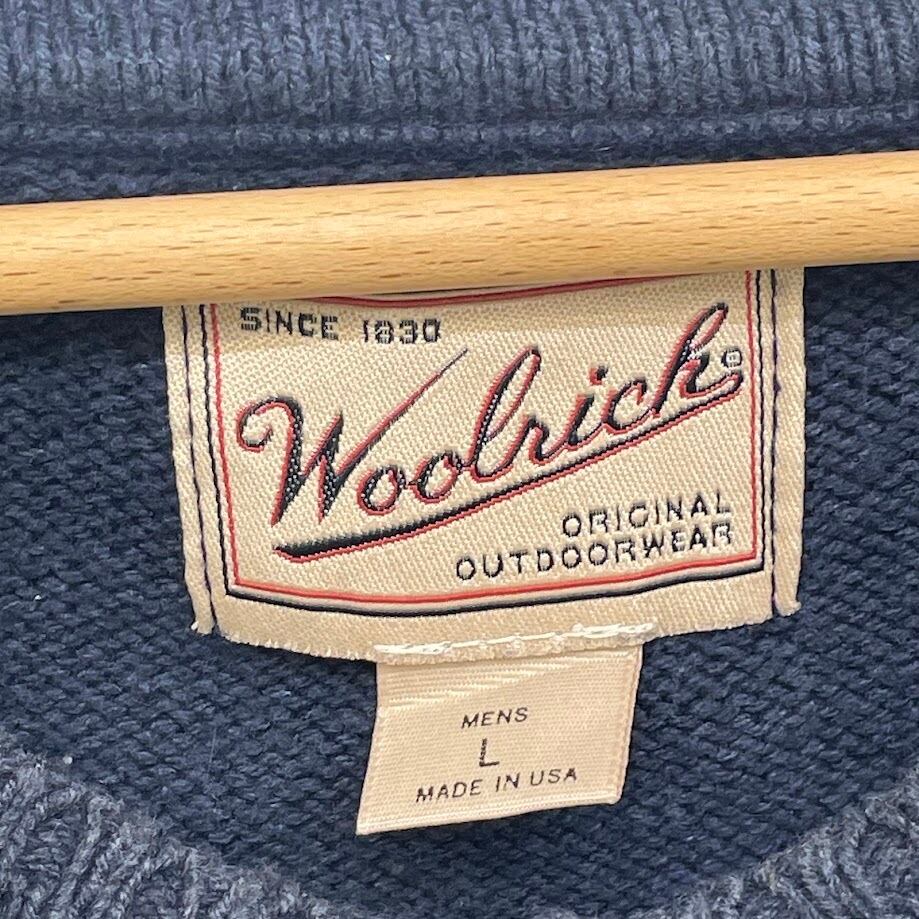 SINCE 1830
Woolrich®
ORIGINAL
OUTDOORWEAR
MENS
L
MADE IN USA